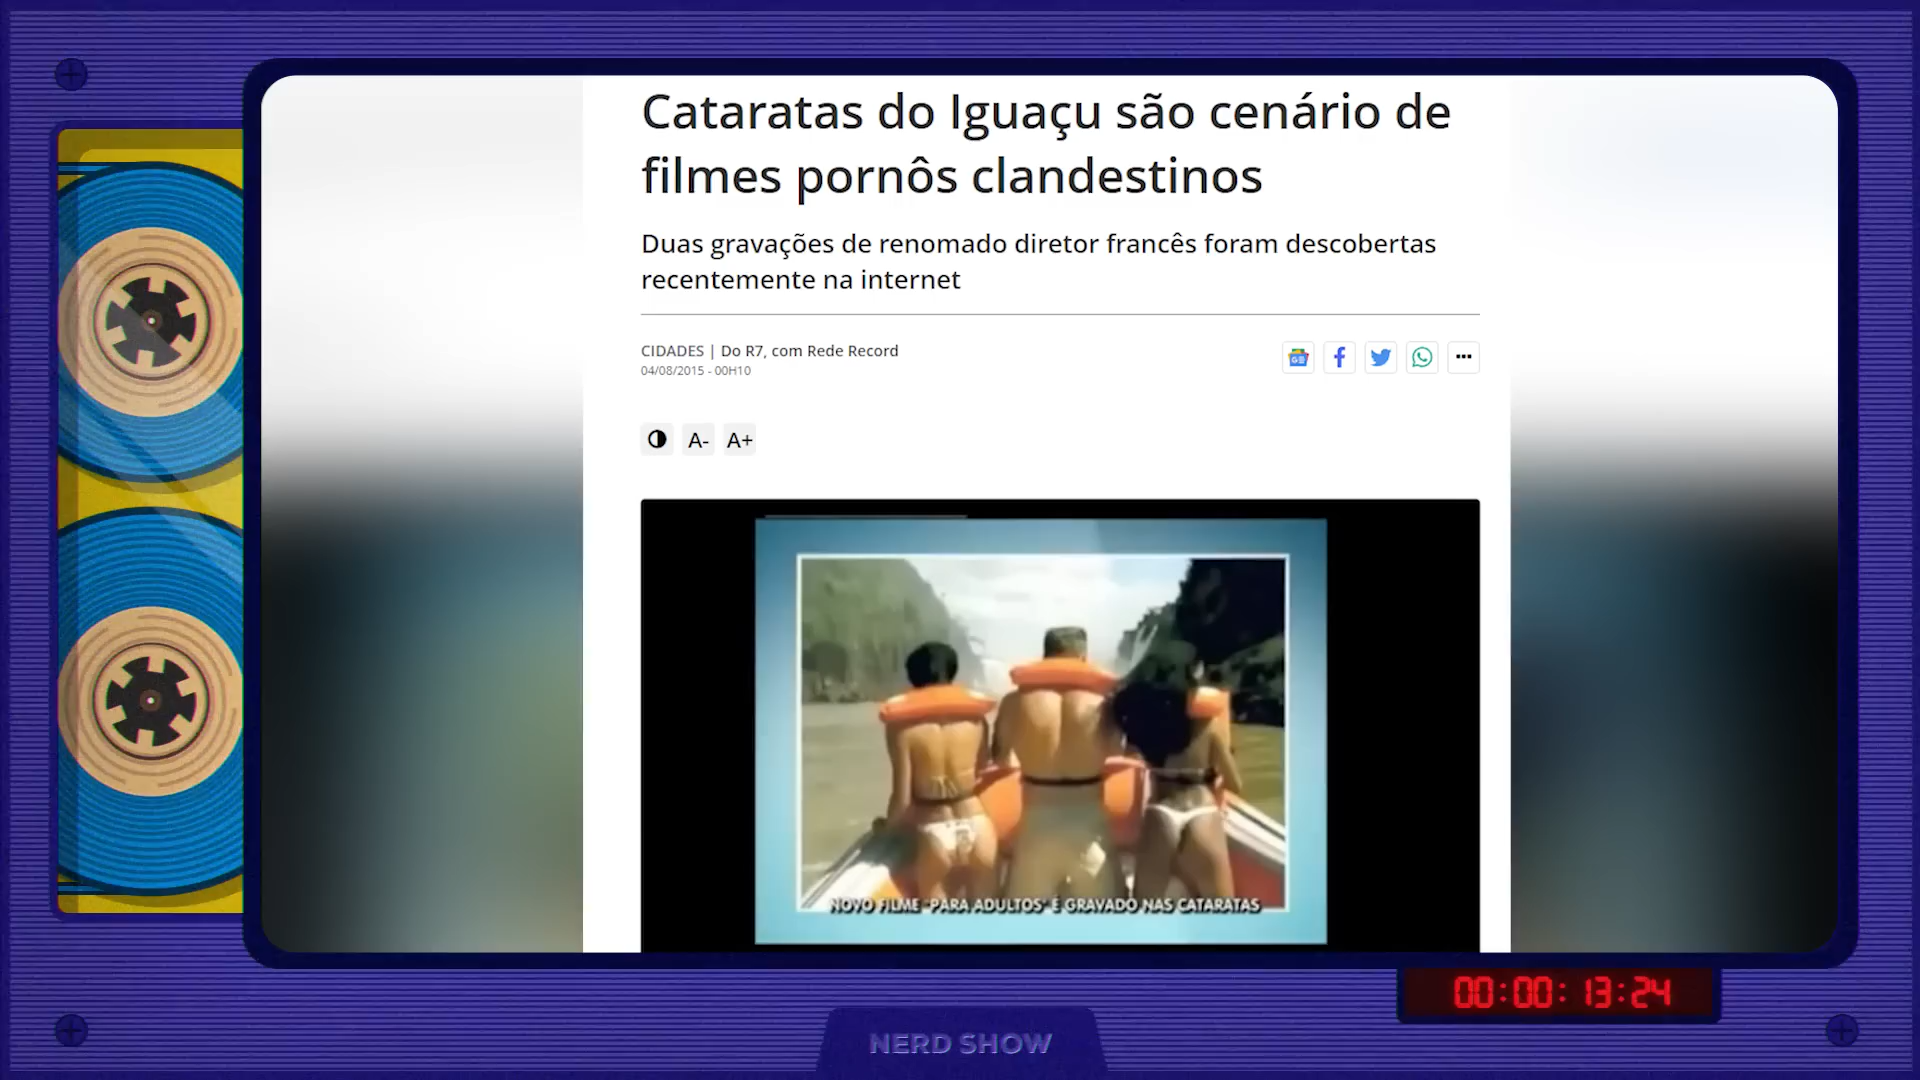 Cataratas do Iguaçu são cenário de
filmes pornôs clandestinos
Duas gravações de renomado diretor francês foram descobertas
recentemente na internet
CIDADES | Do R7, com Rede Record
04/08/2015 - 00H10
A- A+
NOVO FILME "PARA ADULTOS" É GRAVADO NAS CATARATAS
00:00:13:24
NERD SHOW